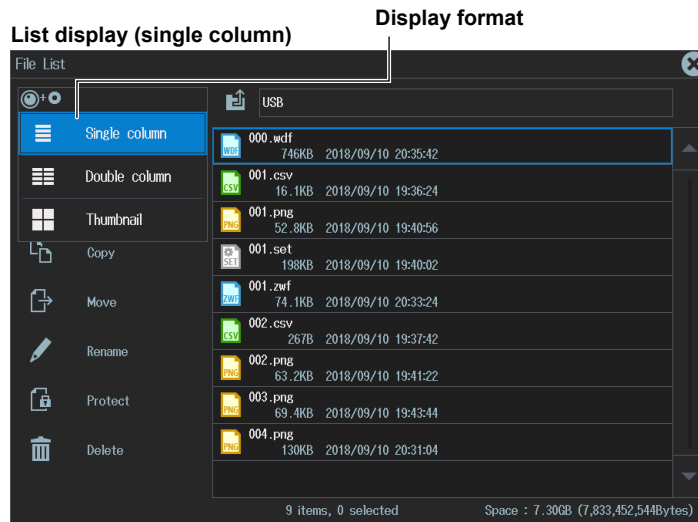 Display format
List display (single column)
File List
USB
Single column
Double column
Thumbnail
Copy
Move
Rename
Protect
Delete
WDF
000.wdf
746KB 2018/09/10 20:35:42
CSV
001.csv
16.1KB 2018/09/10 19:36:24
PNG
001.png
52.8KB 2018/09/10 19:40:56
SET
001.set
198KB 2018/09/10 19:40:02
ZWF
001.zwf
74.1KB 2018/09/10 20:33:24
CSV
002.csv
267B 2018/09/10 19:37:42
PNG
002.png
63.2KB 2018/09/10 19:41:22
PNG
003.png
69.4KB 2018/09/10 19:43:44
PNG
004.png
130KB 2018/09/10 20:31:04
9 items, 0 selected
Space : 7.30GB (7,833,452,544Bytes)